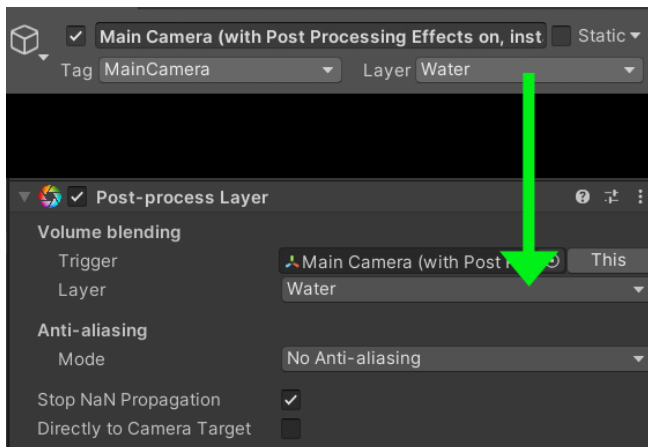 Main Camera (with Post Processing Effects on, inst. Static
Tag MainCamera Layer Water
Post-process Layer
Volume blending
Trigger Main Camera (with Post This
Layer Water
Anti-aliasing
Mode No Anti-aliasing
Stop NaN Propagation
Directly to Camera Target